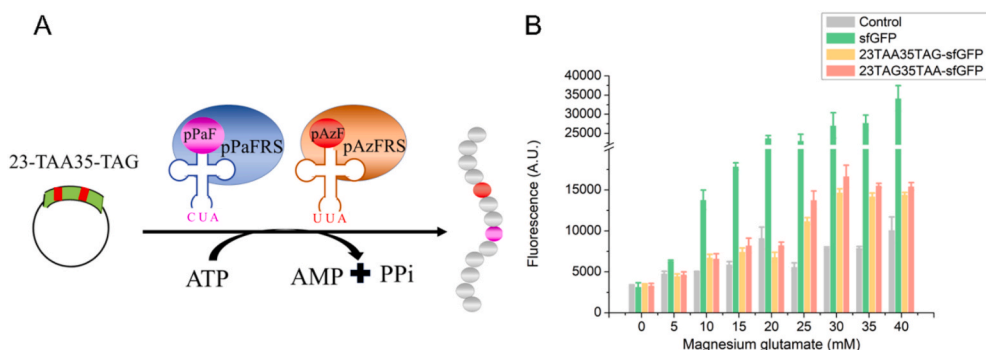 A
23-TAA35-TAG
pPaF
pPaFRS
CUA
pAzF
pAzFRS
UUA
ATP
AMP + PPi
B
Control
sfGFP
23TAA35TAG-sfGFP
23TAG35TAA-sfGFP
Fluorescence (A.U.)
40000
35000
30000
25000
15000
10000
5000
0
0 5 10 15 20 25 30 35 40
Magnesium glutamate (mM)